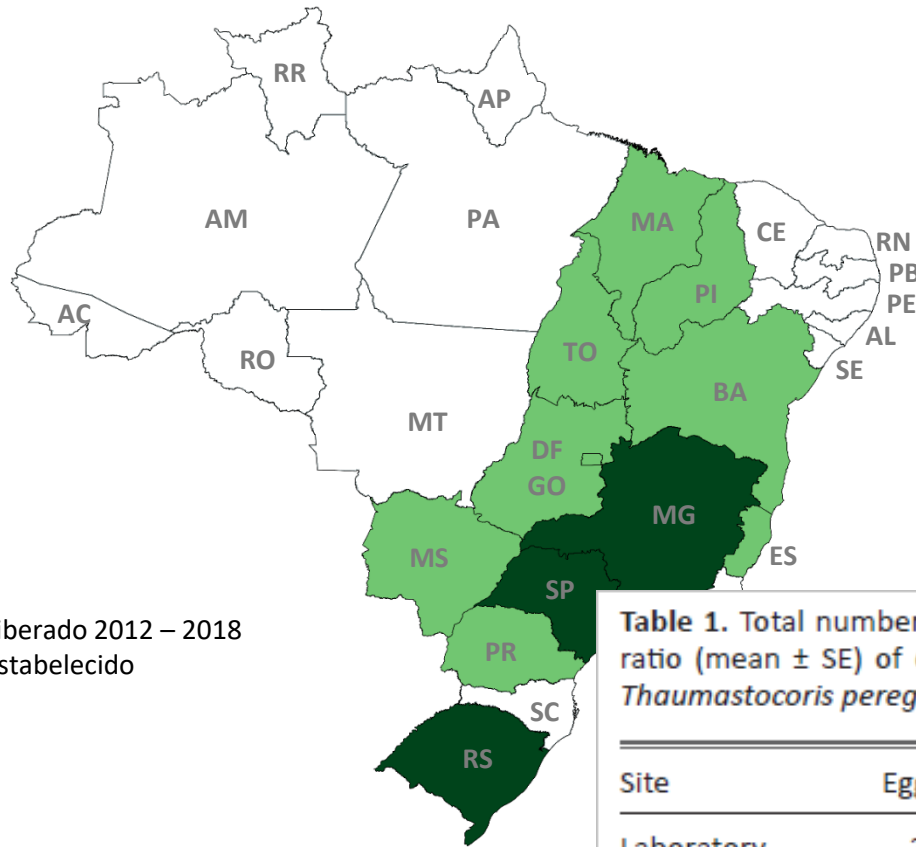 RR
AP
AM
PA
MA
CE
RN
PB
PE
AL
SE
PI
AC
RO
TO
BA
MT
DF
GO
MG
ES
MS
SP
PR
SC
RS
iberado 2012 – 2018
stabelecido
Table 1. Total number
ratio (mean ± SE) of
Thaumastocoris pereg
Site Egg